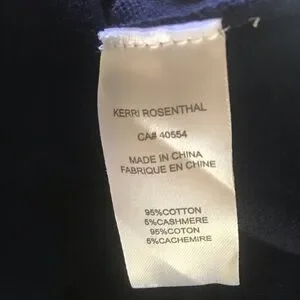 KERRI ROSENTHAL
CA# 40554
MADE IN CHINA
FABRIQUE EN CHINE
95%COTTON
5%CASHMERE
95%COTON
5%CACHEMIRE